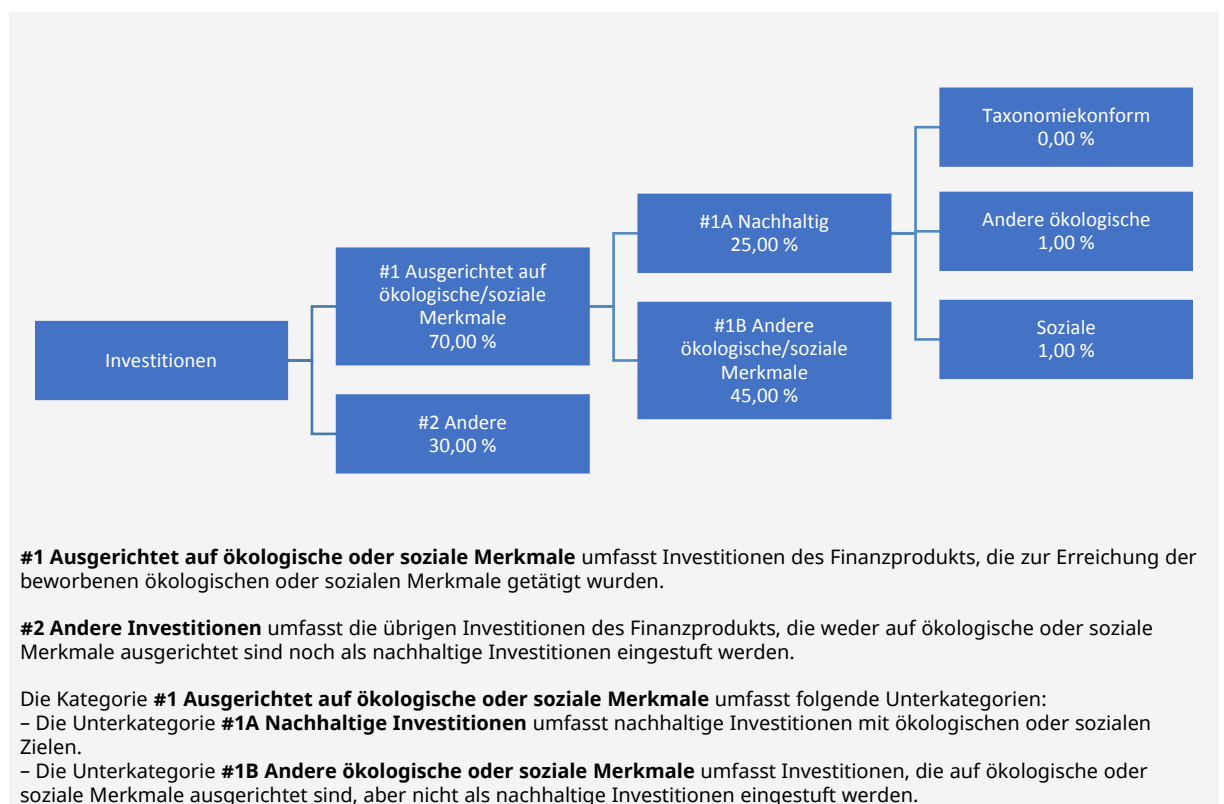 Investitionen
#1 Ausgerichtet auf
ökologische/soziale
Merkmale
70,00 %
#2 Andere
30,00 %
#1A Nachhaltig
25,00 %
#1B Andere
ökologische/soziale
Merkmale
45,00 %
Taxonomiekonform
0,00 %
Andere ökologische
1,00 %
Soziale
1,00 %
#1 Ausgerichtet auf ökologische oder soziale Merkmale umfasst Investitionen des Finanzprodukts, die zur Erreichung der
beworbenen ökologischen oder sozialen Merkmale getätigt wurden.
#2 Andere Investitionen umfasst die übrigen Investitionen des Finanzprodukts, die weder auf ökologische oder soziale
Merkmale ausgerichtet sind noch als nachhaltige Investitionen eingestuft werden.
Die Kategorie #1 Ausgerichtet auf ökologische oder soziale Merkmale umfasst folgende Unterkategorien:
– Die Unterkategorie #1A Nachhaltige Investitionen umfasst nachhaltige Investitionen mit ökologischen oder sozialen
Zielen.
– Die Unterkategorie #1B Andere ökologische oder soziale Merkmale umfasst Investitionen, die auf ökologische oder
soziale Merkmale ausgerichtet sind, aber nicht als nachhaltige Investitionen eingestuft werden.